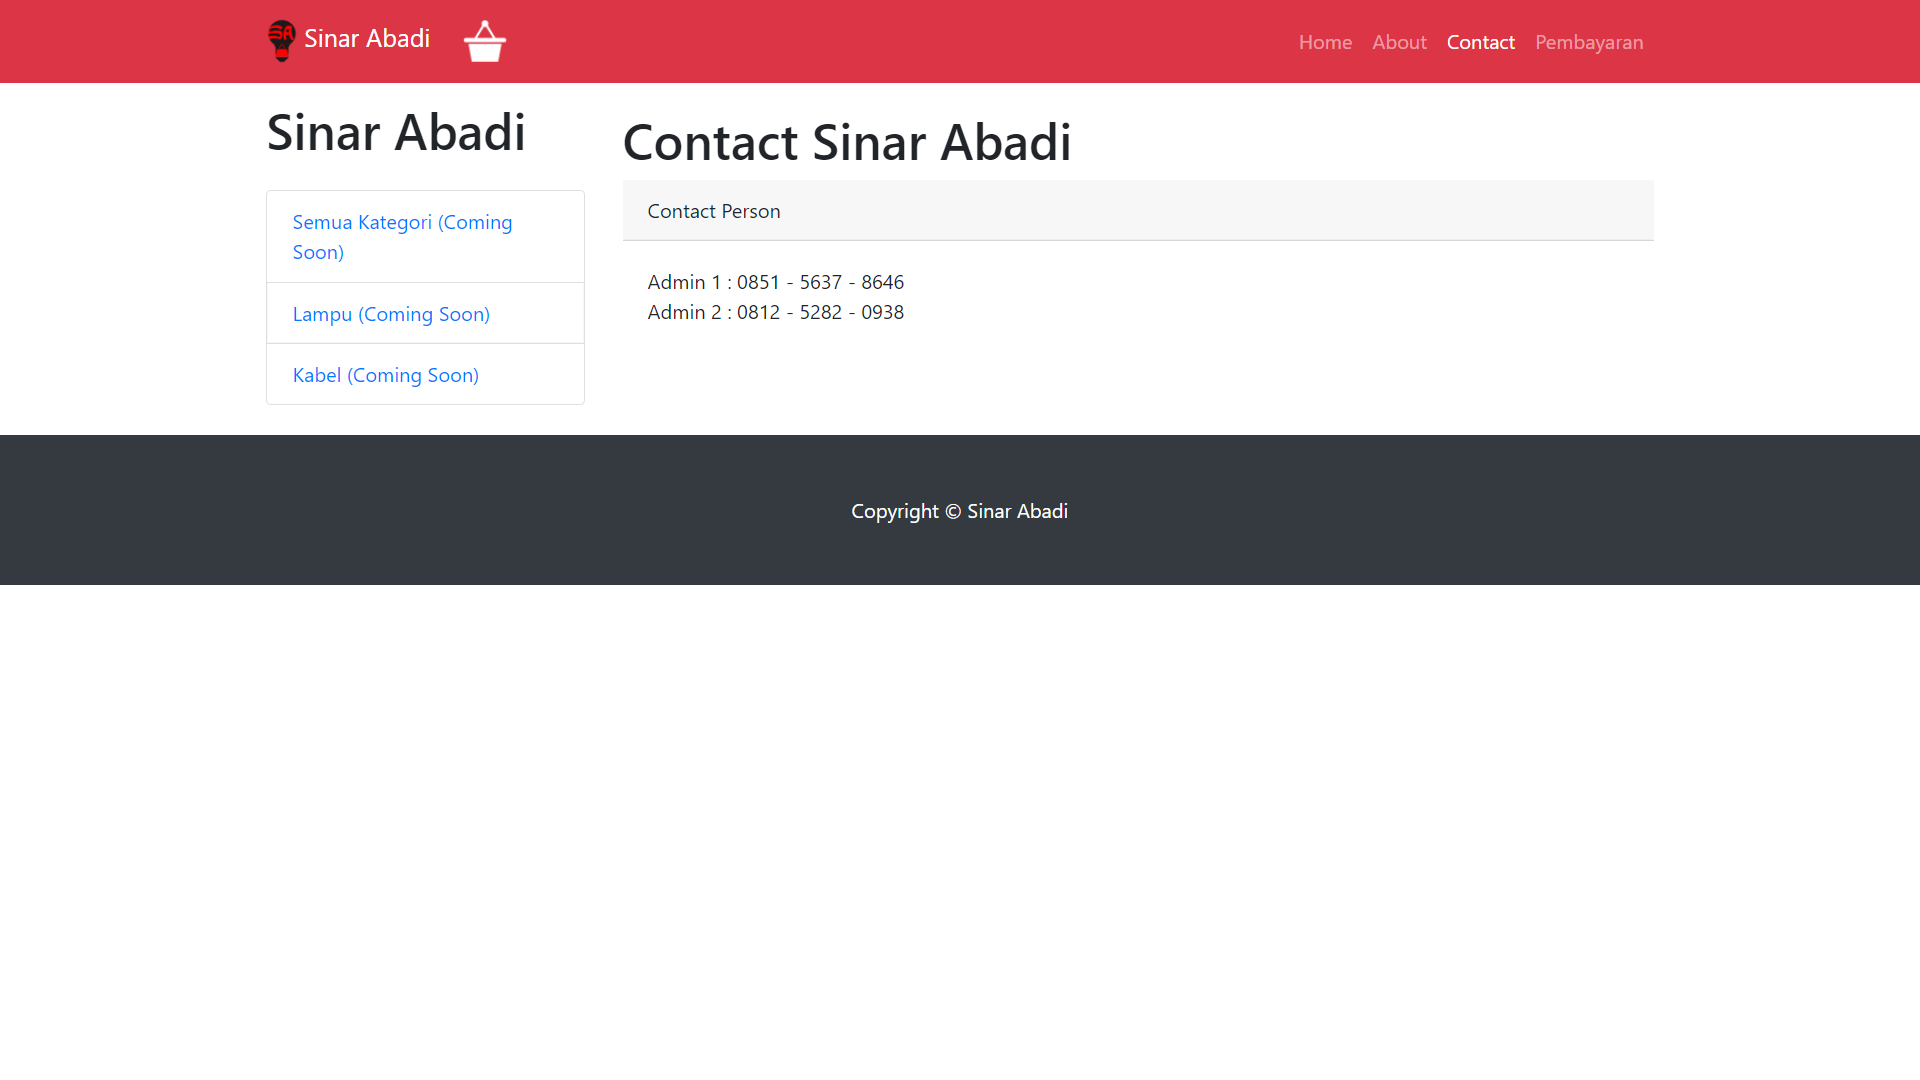 SA Sinar Abadi
Home About Contact Pembayaran
Sinar Abadi
Semua Kategori (Coming
Soon)
Lampu (Coming Soon)
Kabel (Coming Soon)
Contact Sinar Abadi
Contact Person
Admin 1 : 0851 - 5637 - 8646
Admin 2 : 0812 - 5282 - 0938
Copyright © Sinar Abadi